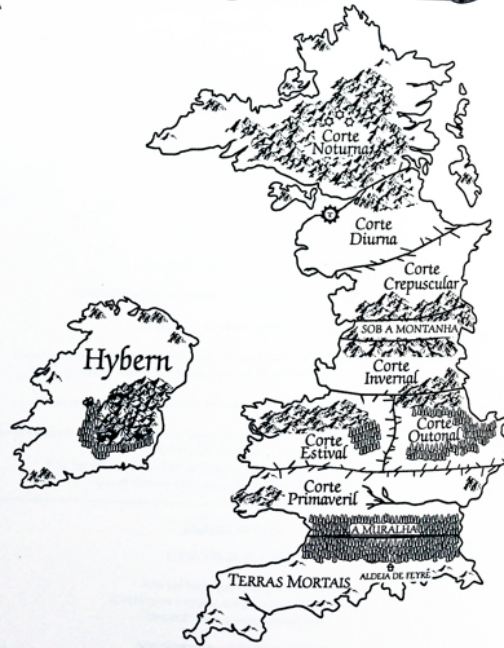 Corte
Noturna
Corte
Diurna
Corte
Crepuscular
SOB A MONTANHA
Hybern
Corte
Invernal
Corte
Estival
Corte
Outonal
Corte
Primaveril
A MURALHA
ALDEIA DE FEYRE
TERRAS MORTAIS